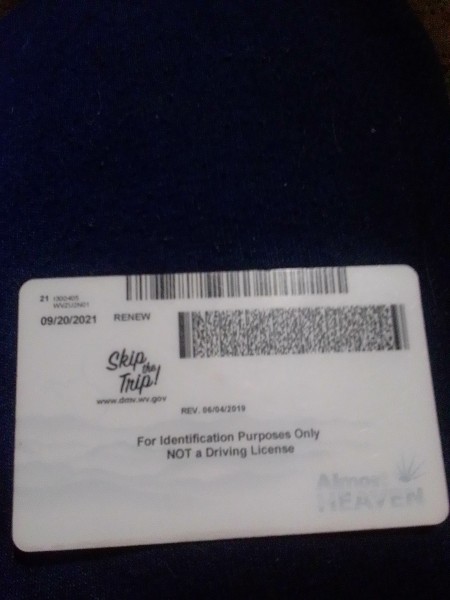 21
09/20/2021 RENEW
Skip
the
Trip!
www.dmv.wv.gov
REV. 06/04/2019
For Identification Purposes Only
NOT a Driving License
Almost
HEAVEN